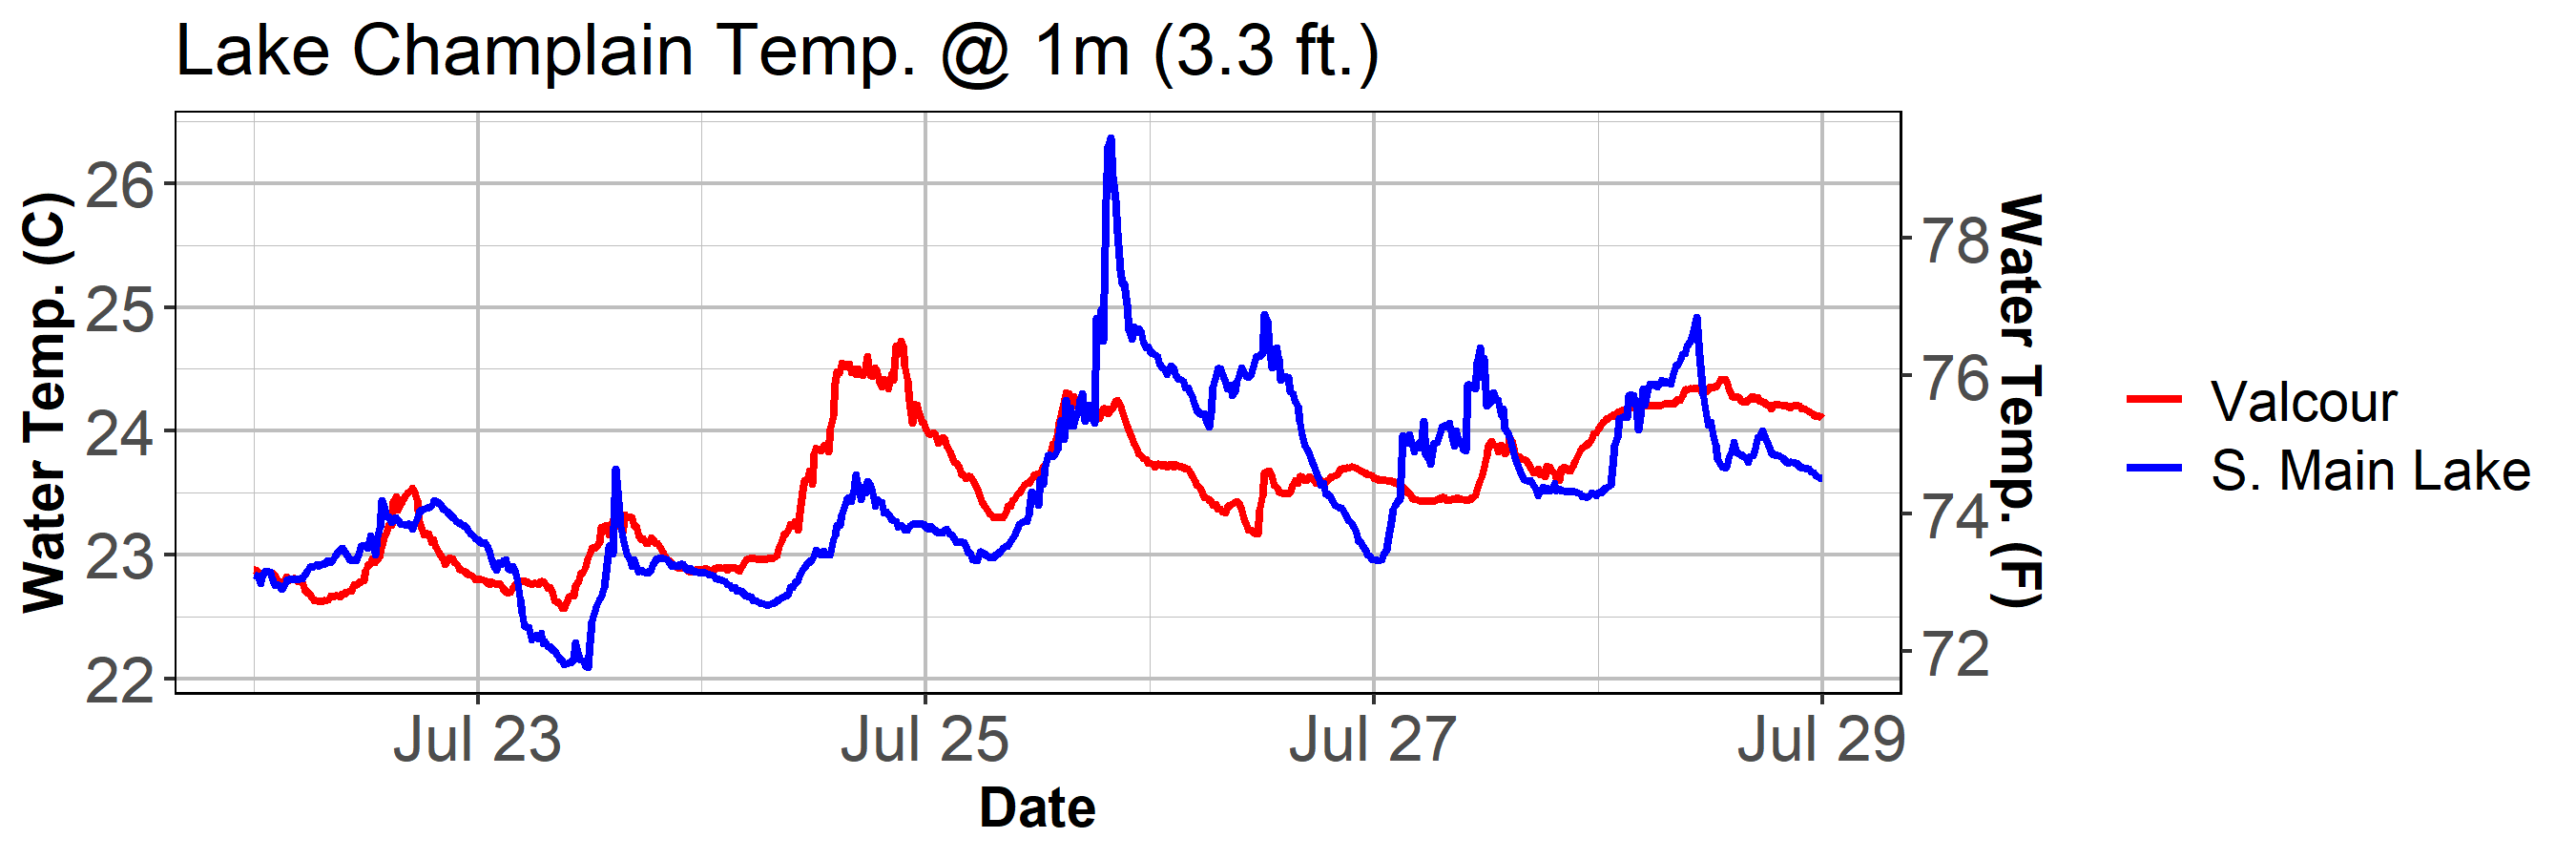 Lake Champlain Temp. @ 1m (3.3 ft.)
Water Temp. (C)
26
25
24
23
22
78
76
74
72
Water Temp. (F)
Jul 23
Jul 25
Jul 27
Jul 29
Date
Valcour
S. Main Lake